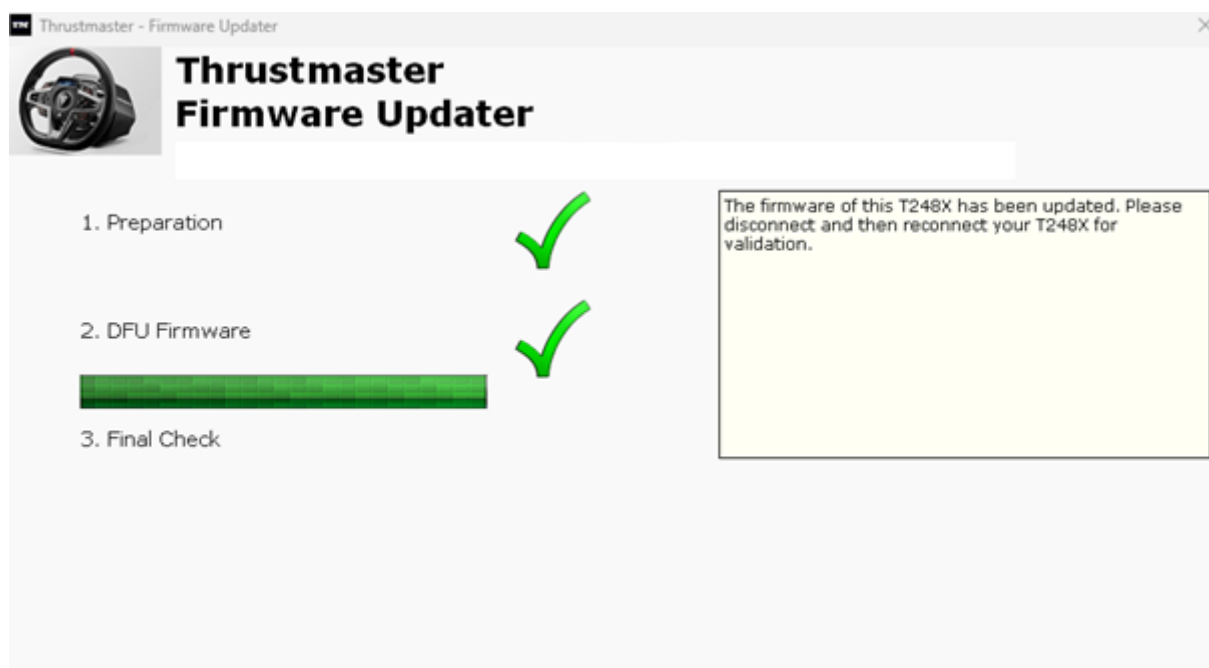 Thrustmaster - Firmware Updater
Thrustmaster
Firmware Updater
1. Preparation
2. DFU Firmware
3. Final Check
The firmware of this T248X has been updated. Please
disconnect and then reconnect your T248X for
validation.